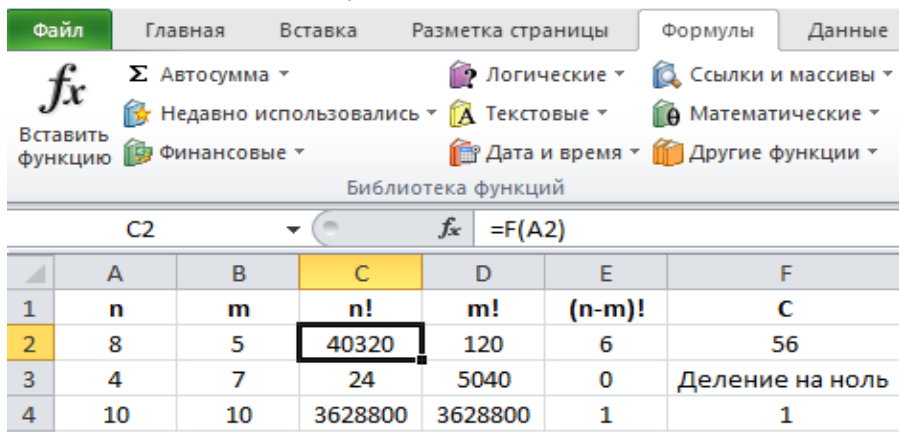 Файл Главная Вставка Разметка страницы Формулы Данные
fx Σ Автосумма Логические Ссылки и массивы
Вставить функцию Недавно использовались A Текстовые θ Математические
Финансовые Дата и время Другие функции
Библиотека функций
C2 fx =F(A2)
A B C D E F
1 n m n! m! (n-m)! C
2 8 5 40320 120 6 56
3 4 7 24 5040 0 Деление на ноль
4 10 10 3628800 3628800 1 1